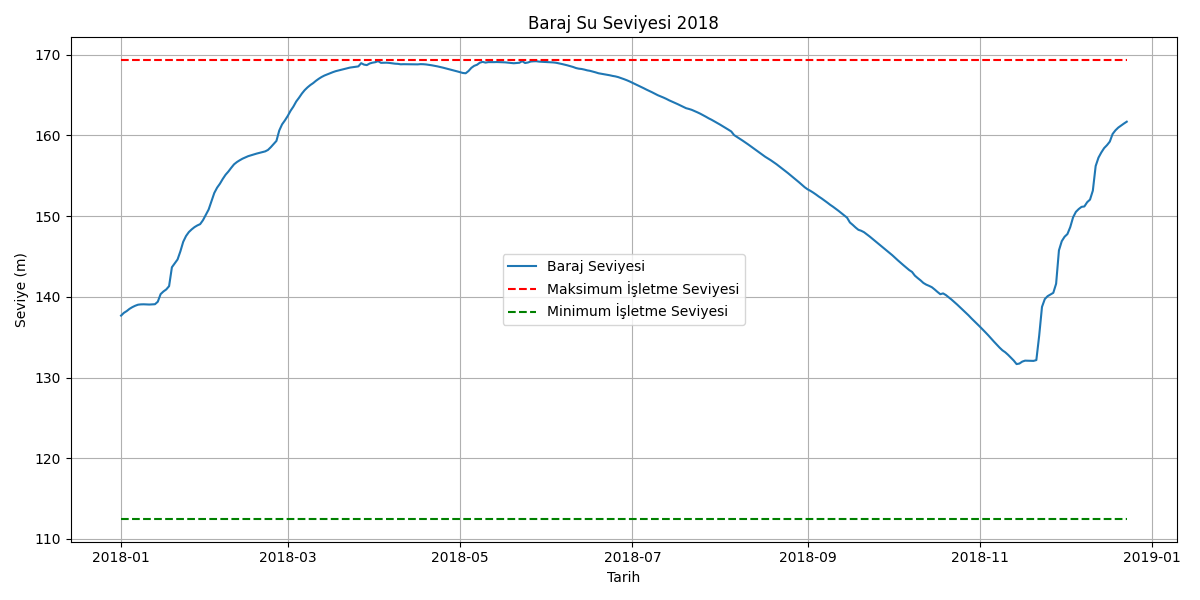 Baraj Su Seviyesi 2018
Seviye (m)
170
160
150
140
130
120
110
Baraj Seviyesi
Maksimum İşletme Seviyesi
Minimum İşletme Seviyesi
2018-01
2018-03
2018-05
2018-07
2018-09
2018-11
2019-01
Tarih